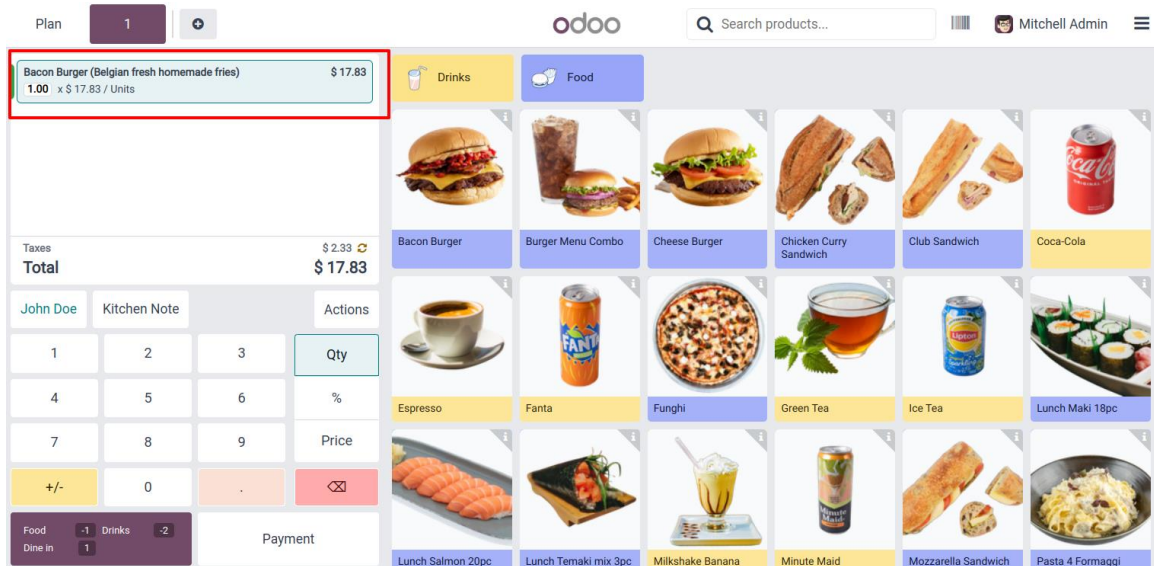 Plan
1
odoo
Search products...
Mitchell Admin
Bacon Burger (Belgian fresh homemade fries) $ 17.83
1.00 x $ 17.83 / Units
Taxes $ 2.33
Total $ 17.83
John Doe Kitchen Note Actions
1 2 3 Qty
4 5 6 %
7 8 9 Price
+/- 0 .
Food -1 Drinks -2
Dine in 1
Payment
Drinks Food
Bacon Burger
Burger Menu Combo
Cheese Burger
Chicken Curry
Sandwich
Club Sandwich
Coca-Cola
Espresso
FANTA
Fanta
Funghi
Green Tea
Lipton
Ice Tea
Lunch Maki 18pc
Lunch Salmon 20pc
Lunch Temaki mix 3pc
Milkshake Banana
Minute
Maid
Minute Maid
Mozzarella Sandwich
Pasta 4 Formaggi